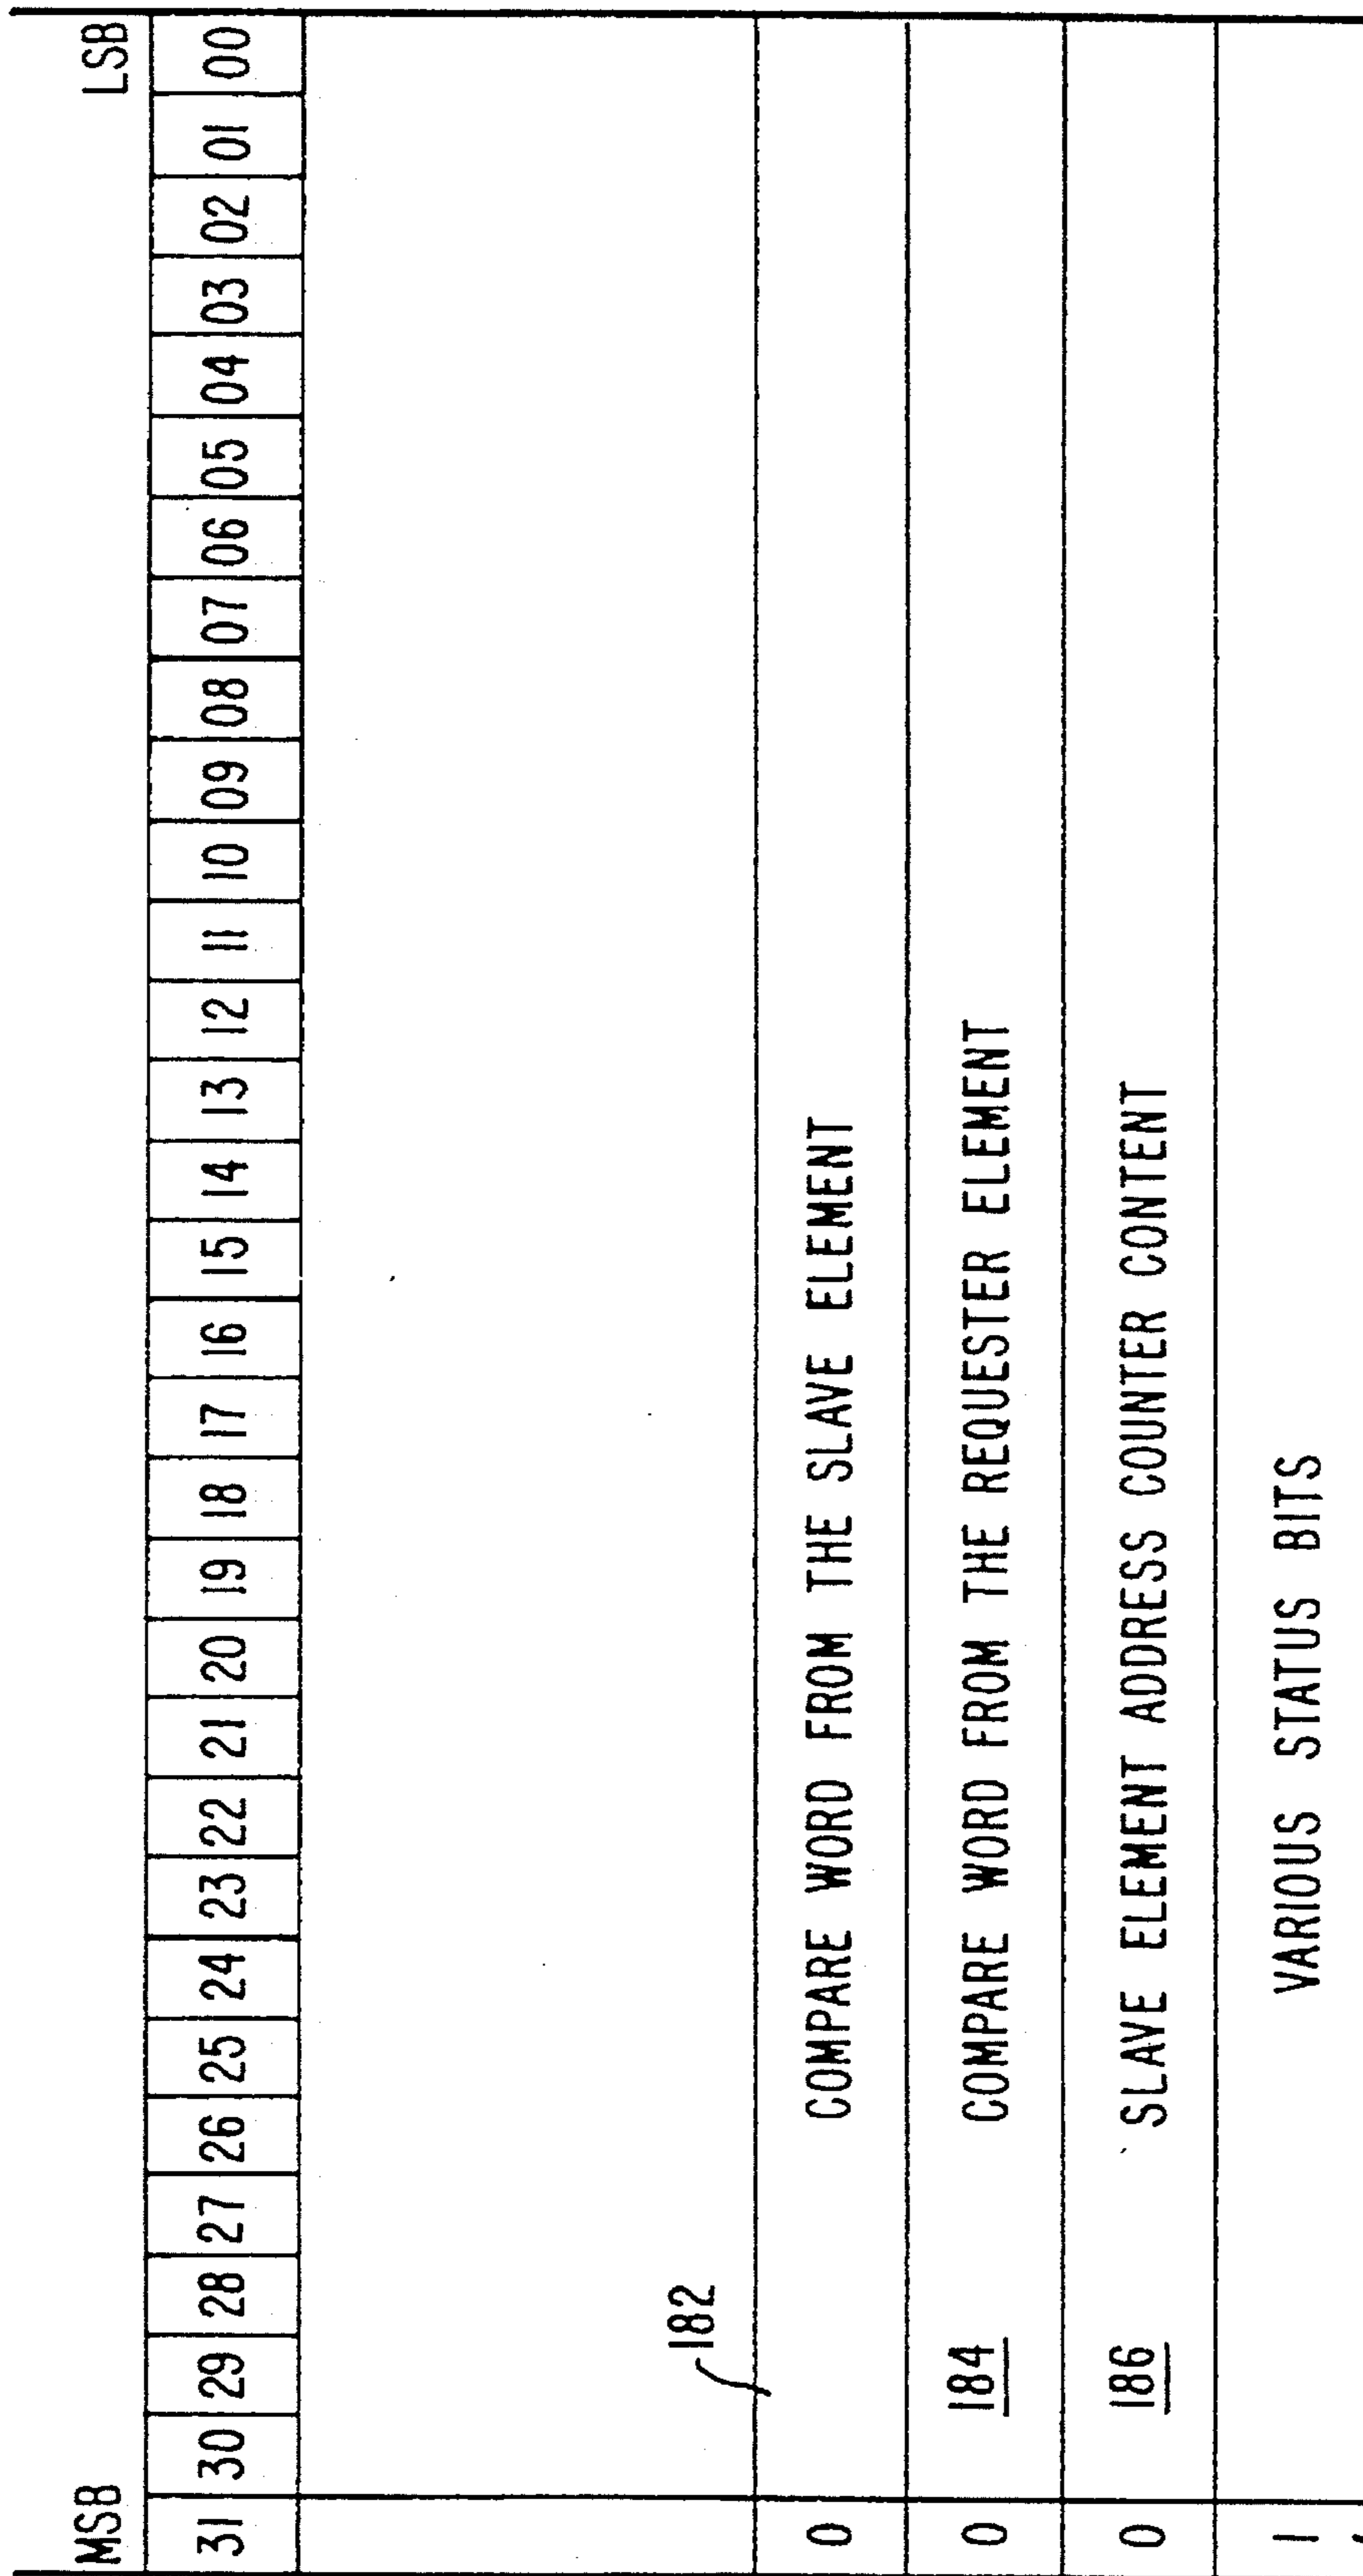 MSB LSB
31 30 29 28 27 26 25 24 23 22 21 20 19 18 17 16 15 14 13 12 11 10 09 08 07 06 05 04 03 02 01 00
182
0 COMPARE WORD FROM THE SLAVE ELEMENT
0 184 COMPARE WORD FROM THE REQUESTER ELEMENT
0 186 SLAVE ELEMENT ADDRESS COUNTER CONTENT
1 VARIOUS STATUS BITS